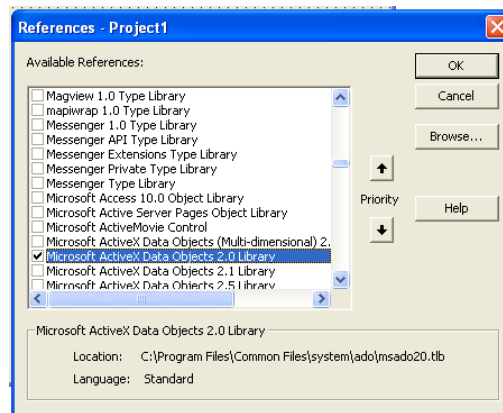 References - Project1
Available References:
OK
Cancel
Browse...
Help
Magview 1.0 Type Library
mapiwrap 1.0 Type Library
Messenger 1.0 Type Library
Messenger API Type Library
Messenger Extensions Type Library
Messenger Private Type Library
Messenger Type Library
Microsoft Access 10.0 Object Library
Microsoft Active Server Pages Object Library
Microsoft ActiveMovie Control
Microsoft ActiveX Data Objects (Multi-dimensional) 2.
Microsoft ActiveX Data Objects 2.0 Library
Microsoft ActiveX Data Objects 2.1 Library
Microsoft ActiveX Data Objects 2.5 Library
Priority
Microsoft ActiveX Data Objects 2.0 Library
Location: C:\Program Files\Common Files\system\ado\msado20.tlb
Language: Standard